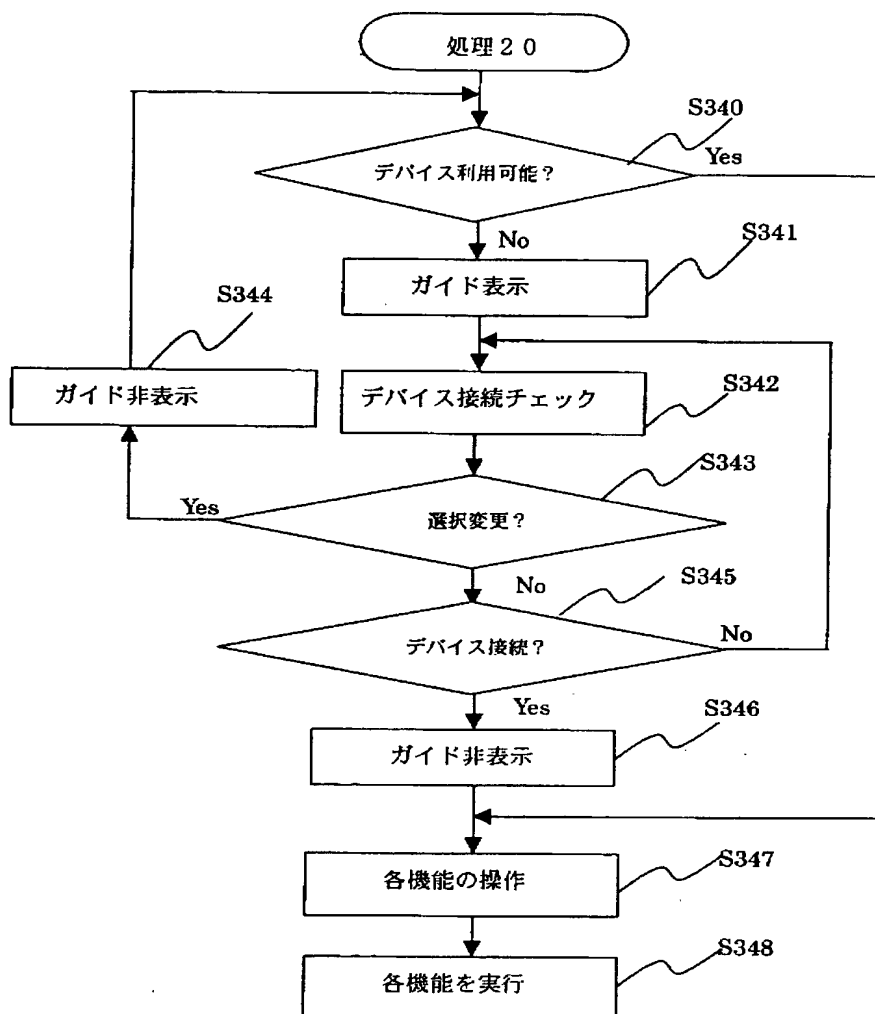 処理２０
S340
デバイス利用可能？
Yes
No
S341
ガイド表示
S344
ガイド非表示
デバイス接続チェック
S342
S343
Yes
選択変更？
No
S345
デバイス接続？
No
Yes
S346
ガイド非表示
各機能の操作
S347
各機能を実行
S348